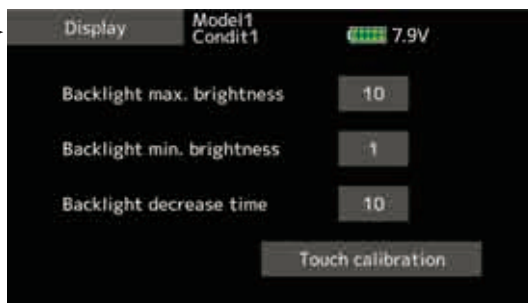 Display
Model1
Condit1
7.9V
Backlight max. brightness 10
Backlight min. brightness 1
Backlight decrease time 10
Touch calibration